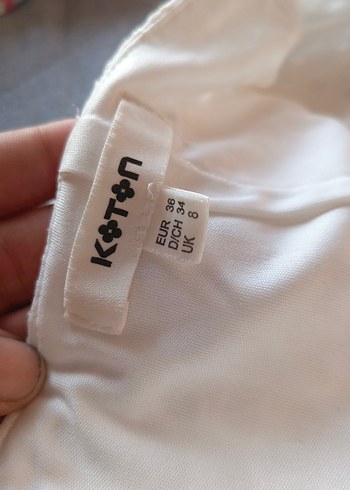 KOTON
EUR 36
D/CH 34
UK 8